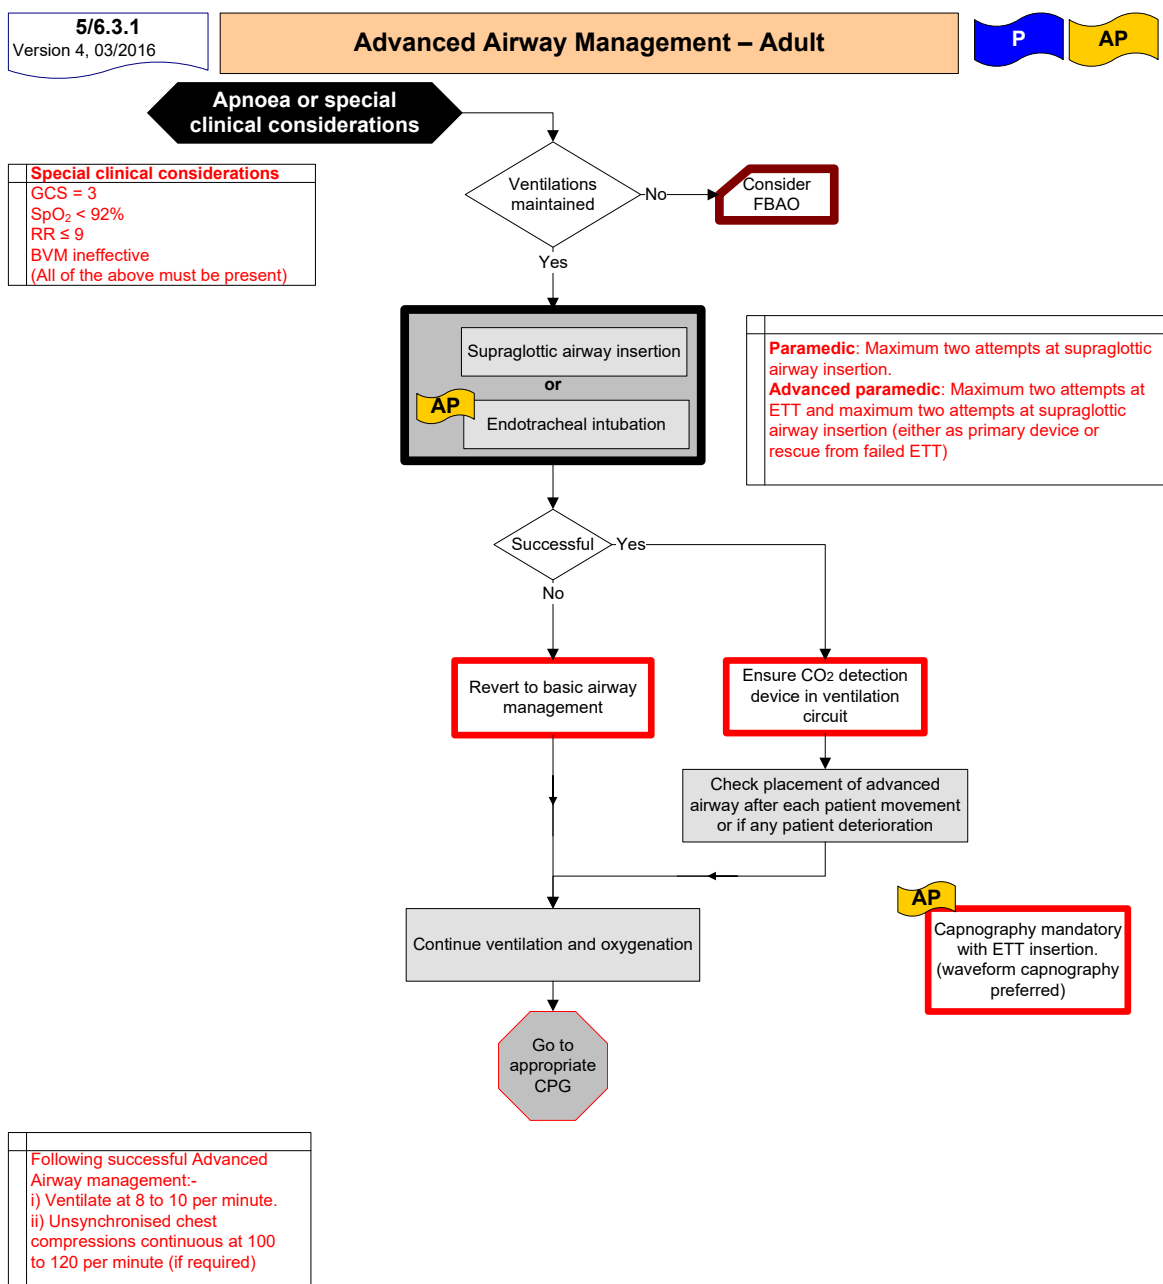 5/6.3.1
Version 4, 03/2016
Advanced Airway Management – Adult
P
AP
Apnoea or special
clinical considerations
Special clinical considerations
GCS = 3
SpO₂ < 92%
RR ≤ 9
BVM ineffective
(All of the above must be present)
Ventilations
maintained
No
Consider
FBAO
Yes
Supraglottic airway insertion
or
AP
Endotracheal intubation
Paramedic: Maximum two attempts at supraglottic
airway insertion.
Advanced paramedic: Maximum two attempts at
ETT and maximum two attempts at supraglottic
airway insertion (either as primary device or
rescue from failed ETT)
Successful
Yes
No
Revert to basic airway
management
Ensure CO2 detection
device in ventilation
circuit
Check placement of advanced
airway after each patient movement
or if any patient deterioration
Continue ventilation and oxygenation
AP
Capnography mandatory
with ETT insertion.
(waveform capnography
preferred)
Go to
appropriate
CPG
Following successful Advanced
Airway management:-
i) Ventilate at 8 to 10 per minute.
ii) Unsynchronised chest
compressions continuous at 100
to 120 per minute (if required)